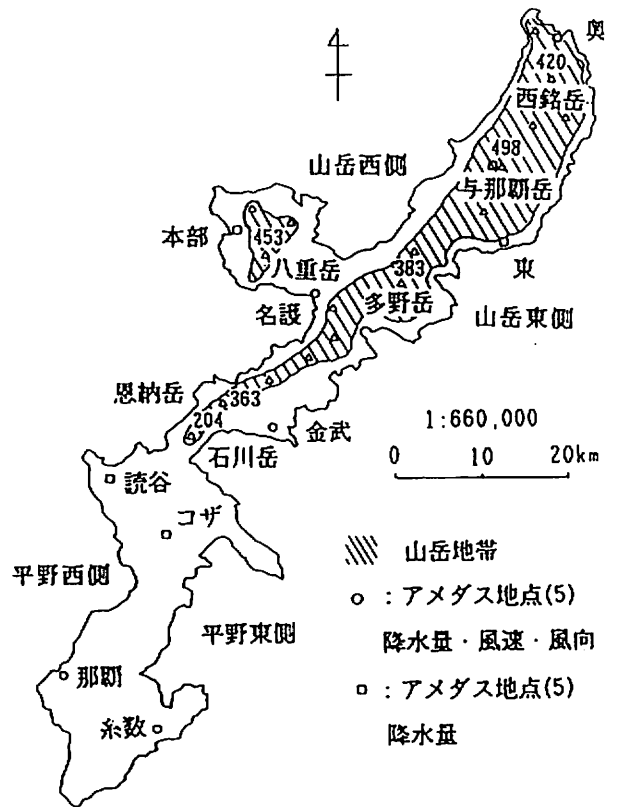 奥
420
西銘岳
498
山岳西側
与那覇岳
本部
453
八重岳
383
東
名護
多野岳
山岳東側
恩納岳
363
204
金武
石川岳
1:660,000
0 10 20km
読谷
コザ
山岳地帯
平野西側
○ : アメダス地点(5)
平野東側
降水量・風速・風向
那覇
□ : アメダス地点(5)
糸数
降水量